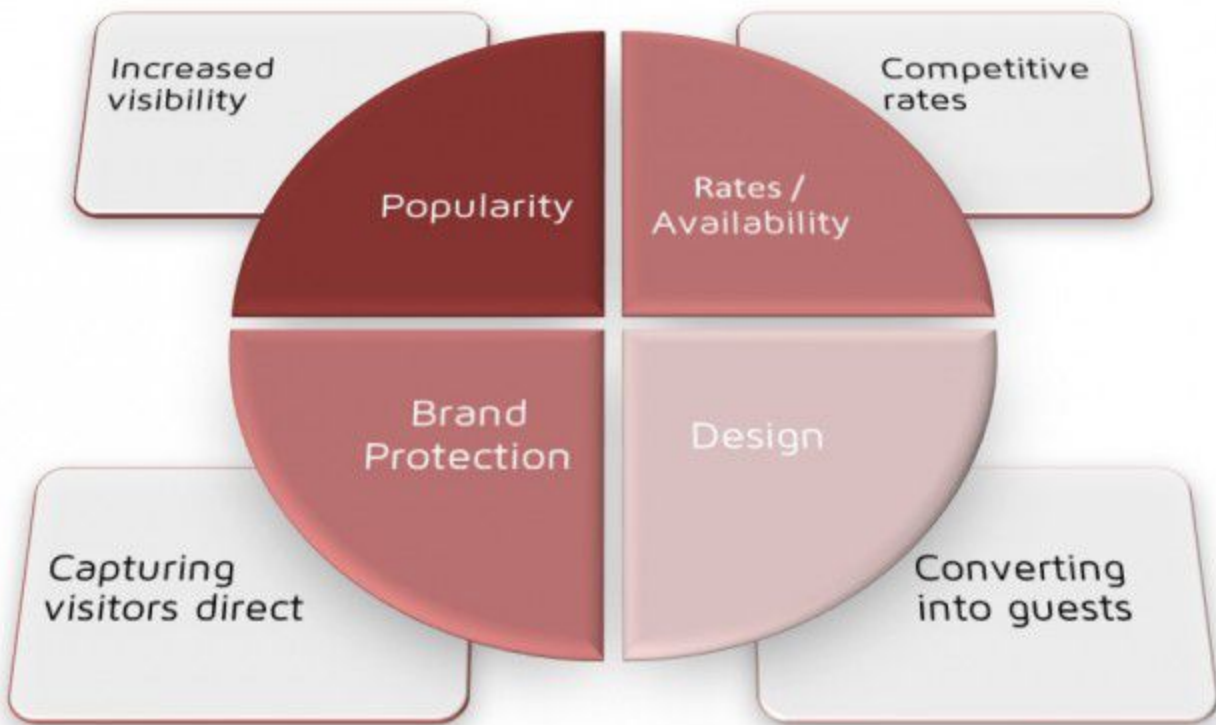 Increased
visibility
Competitive
rates
Popularity
Rates /
Availability
Brand
Protection
Design
Capturing
visitors direct
Converting
into guests